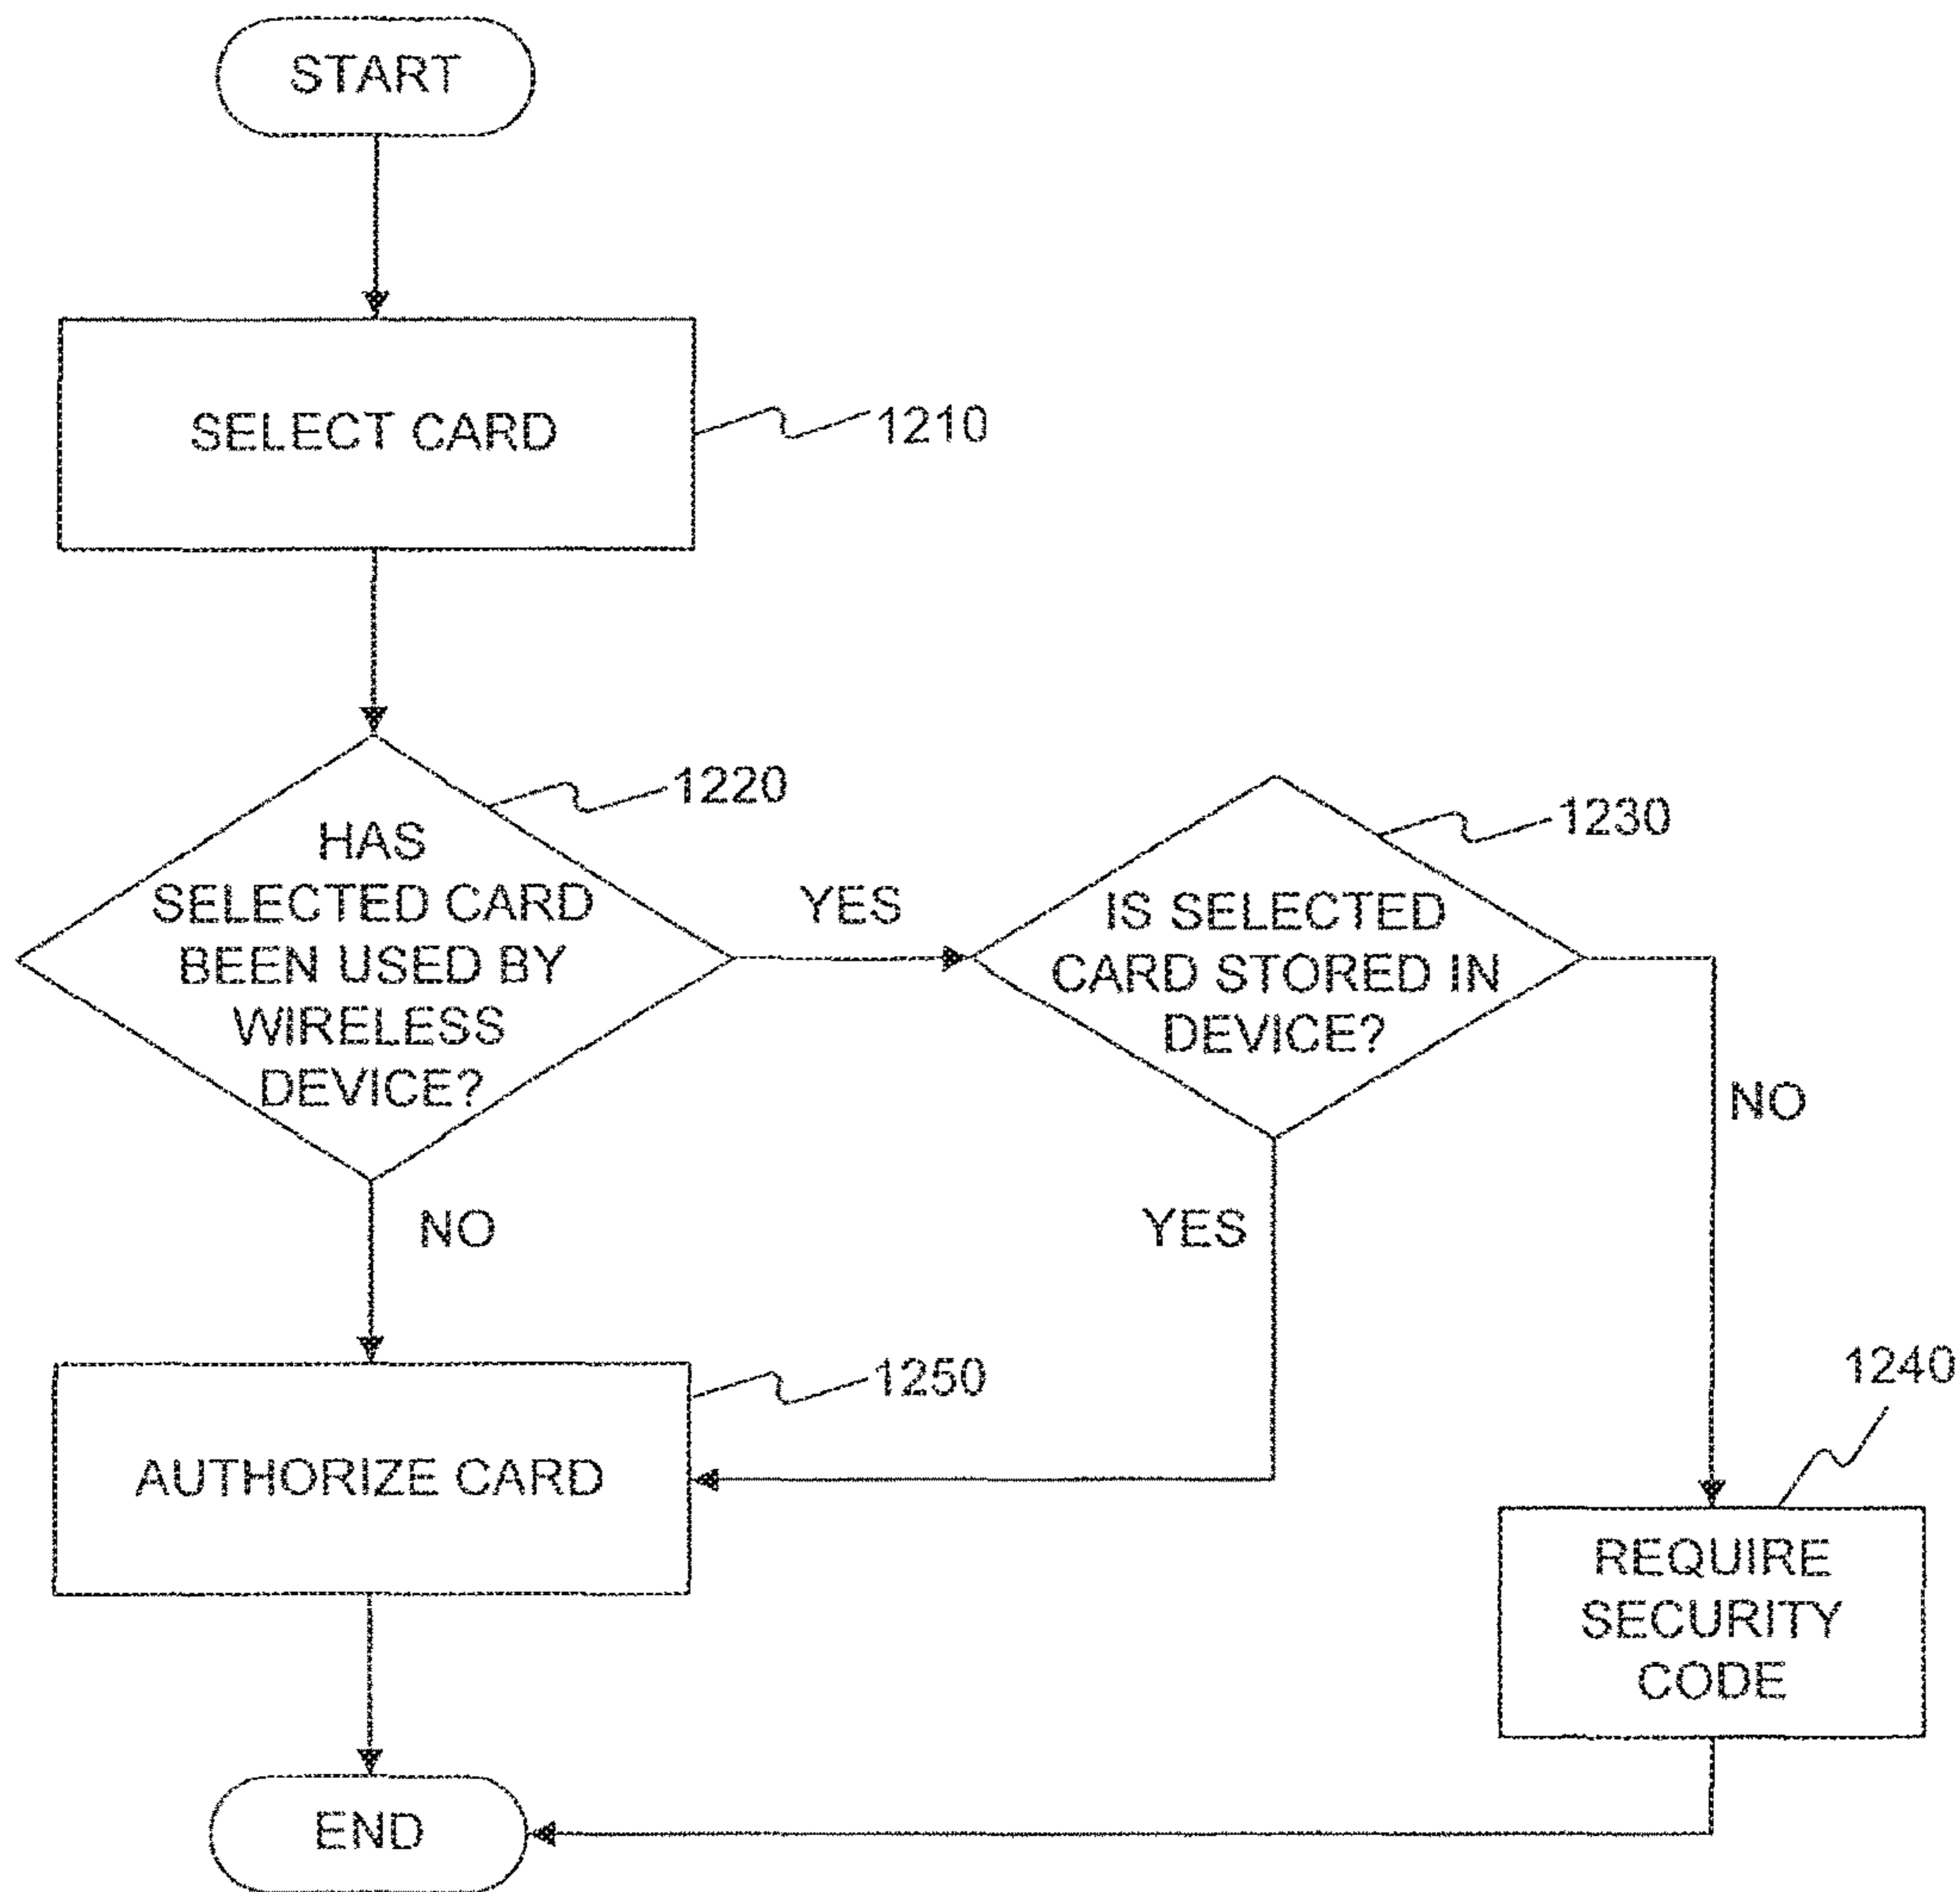 START
SELECT CARD
1210
1220
HAS
SELECTED CARD
BEEN USED BY
WIRELESS
DEVICE?
YES
1230
IS SELECTED
CARD STORED IN
DEVICE?
NO
NO
YES
1250
AUTHORIZE CARD
1240
REQUIRE
SECURITY
CODE
END